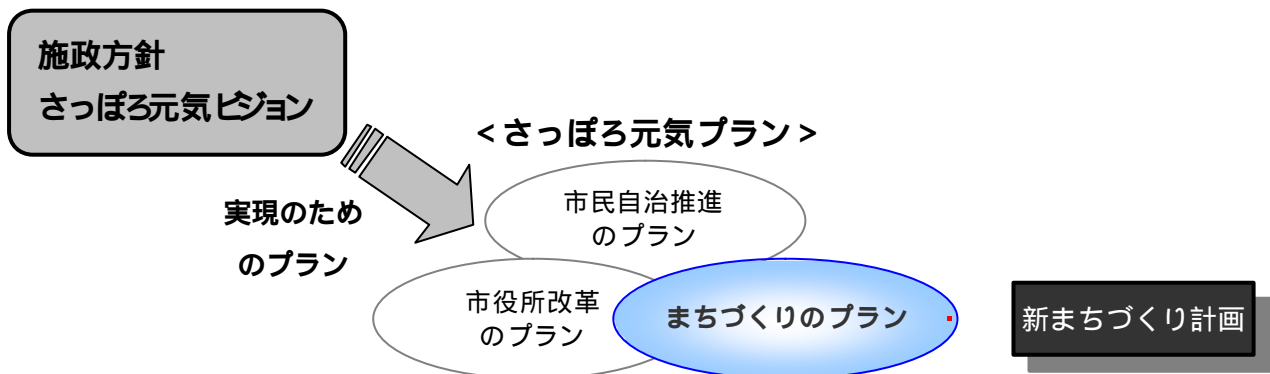 施政方針
さっぽろ元気ビジョン
<さっぽろ元気プラン>
実現のため
のプラン
市民自治推進
のプラン
市役所改革
のプラン
まちづくりのプラン
新まちづくり計画